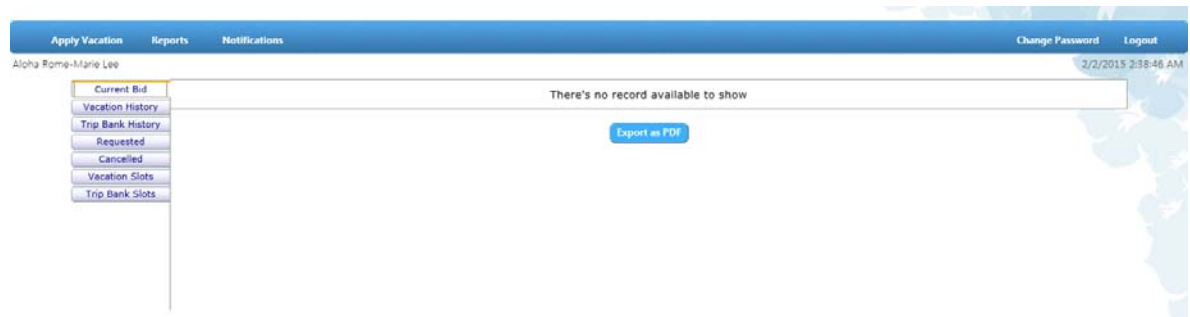 Apply Vacation Reports Notifications Change Password Logout
Aloha Rome-Marie Lee 2/2/2015 2:38:46 AM
Current Bid
There's no record available to show
Vacation History
Trip Bank History
Export as PDF
Requested
Cancelled
Vacation Slots
Trip Bank Slots